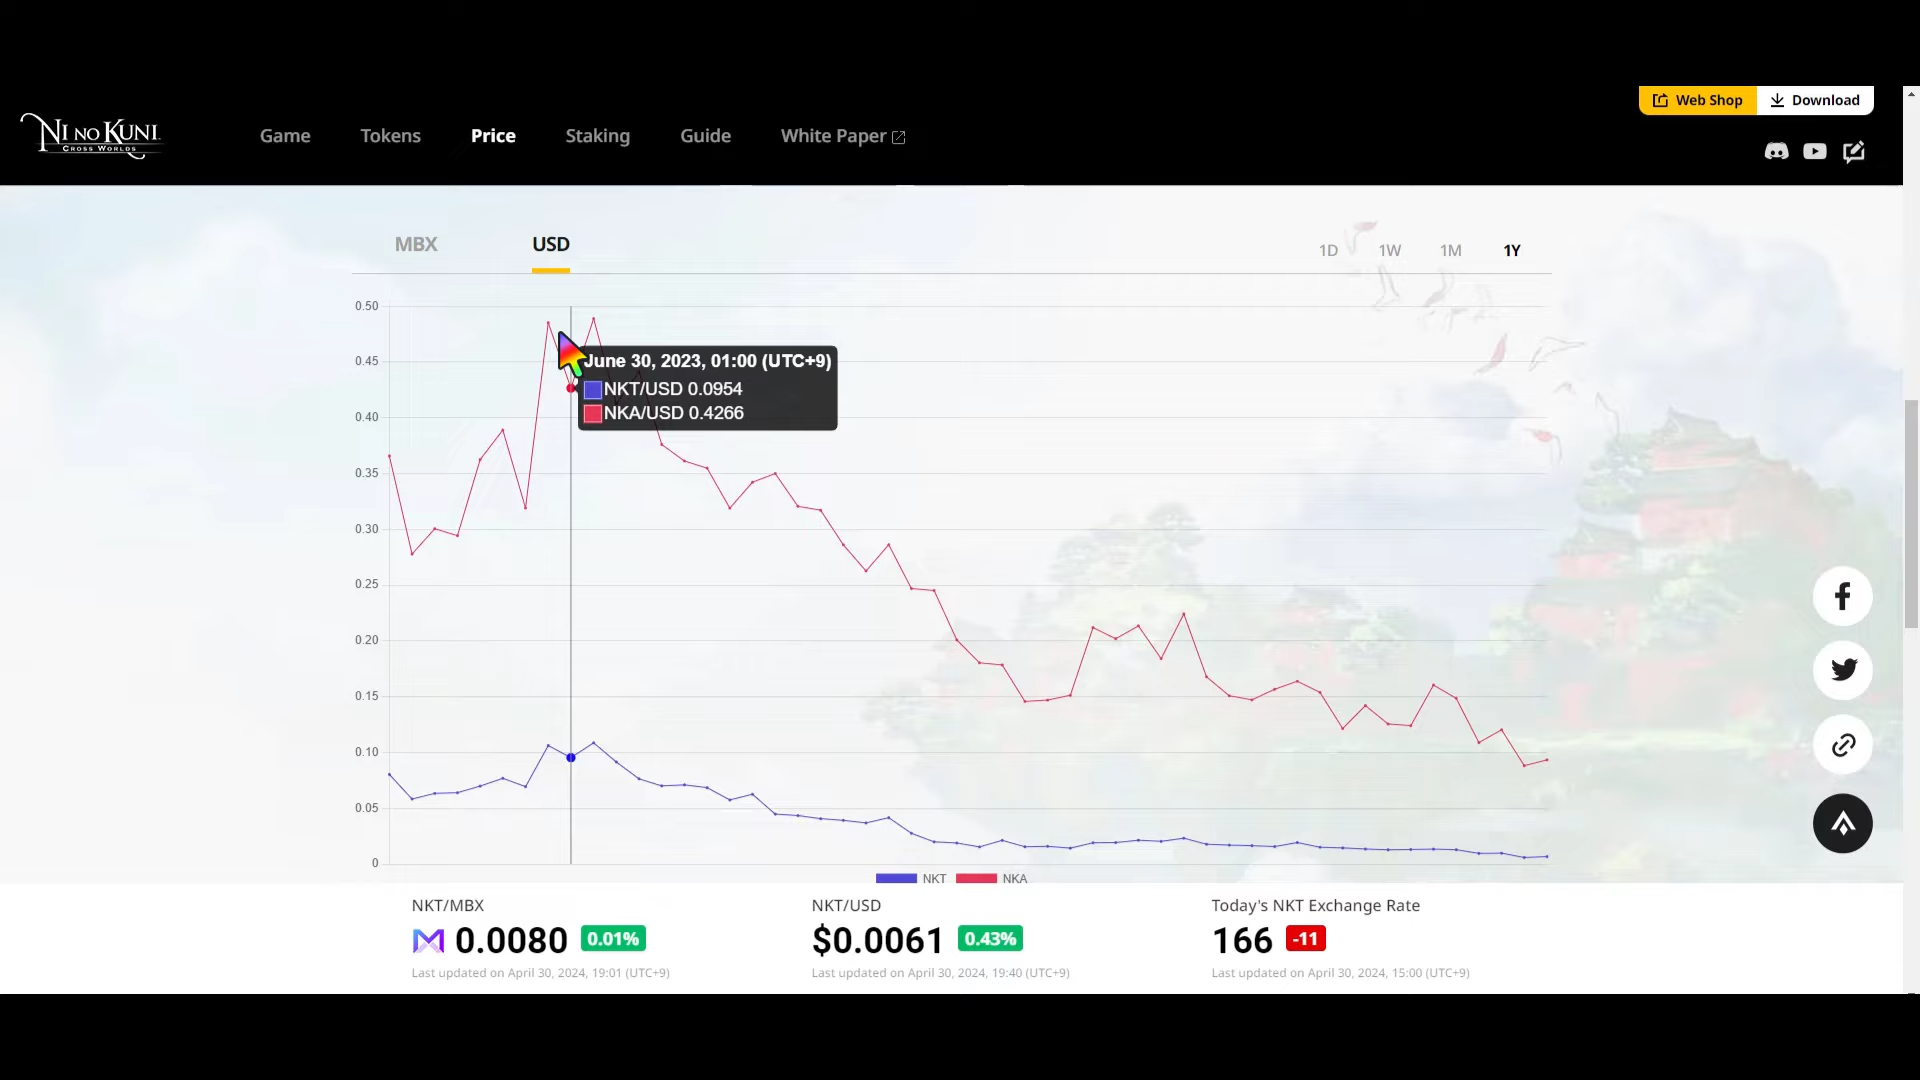 Web Shop
Download
NI NO KUNI
CROSS WORLDS
Game
Tokens
Price
Staking
Guide
White Paper
MBX
USD
1D
1W
1M
1Y
0.50
0.45
0.40
0.35
0.30
0.25
0.20
0.15
0.10
0.05
0
June 30, 2023, 01:00 (UTC+9)
NKT/USD 0.0954
NKA/USD 0.4266
NKT
NKA
NKT/MBX
0.0080 0.01%
Last updated on April 30, 2024, 19:01 (UTC+9)
NKT/USD
$0.0061 0.43%
Last updated on April 30, 2024, 19:40 (UTC+9)
Today's NKT Exchange Rate
166 -11
Last updated on April 30, 2024, 15:00 (UTC+9)